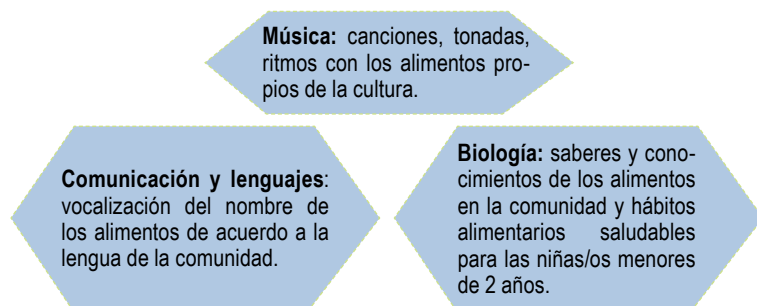 Música: canciones, tonadas,
ritmos con los alimentos pro-
pios de la cultura.
Comunicación y lenguajes:
vocalización del nombre de
los alimentos de acuerdo a la
lengua de la comunidad.
Biología: saberes y cono-
cimientos de los alimentos
en la comunidad y hábitos
alimentarios saludables
para las niñas/os menores
de 2 años.